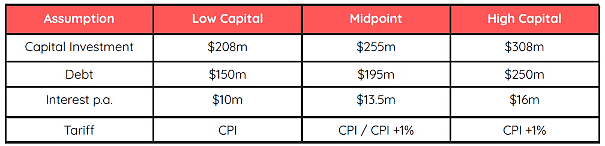 Assumption Low Capital Midpoint High Capital
Capital Investment $208m $255m $308m
Debt $150m $195m $250m
Interest p.a. $10m $13.5m $16m
Tariff CPI CPI / CPI +1% CPI +1%